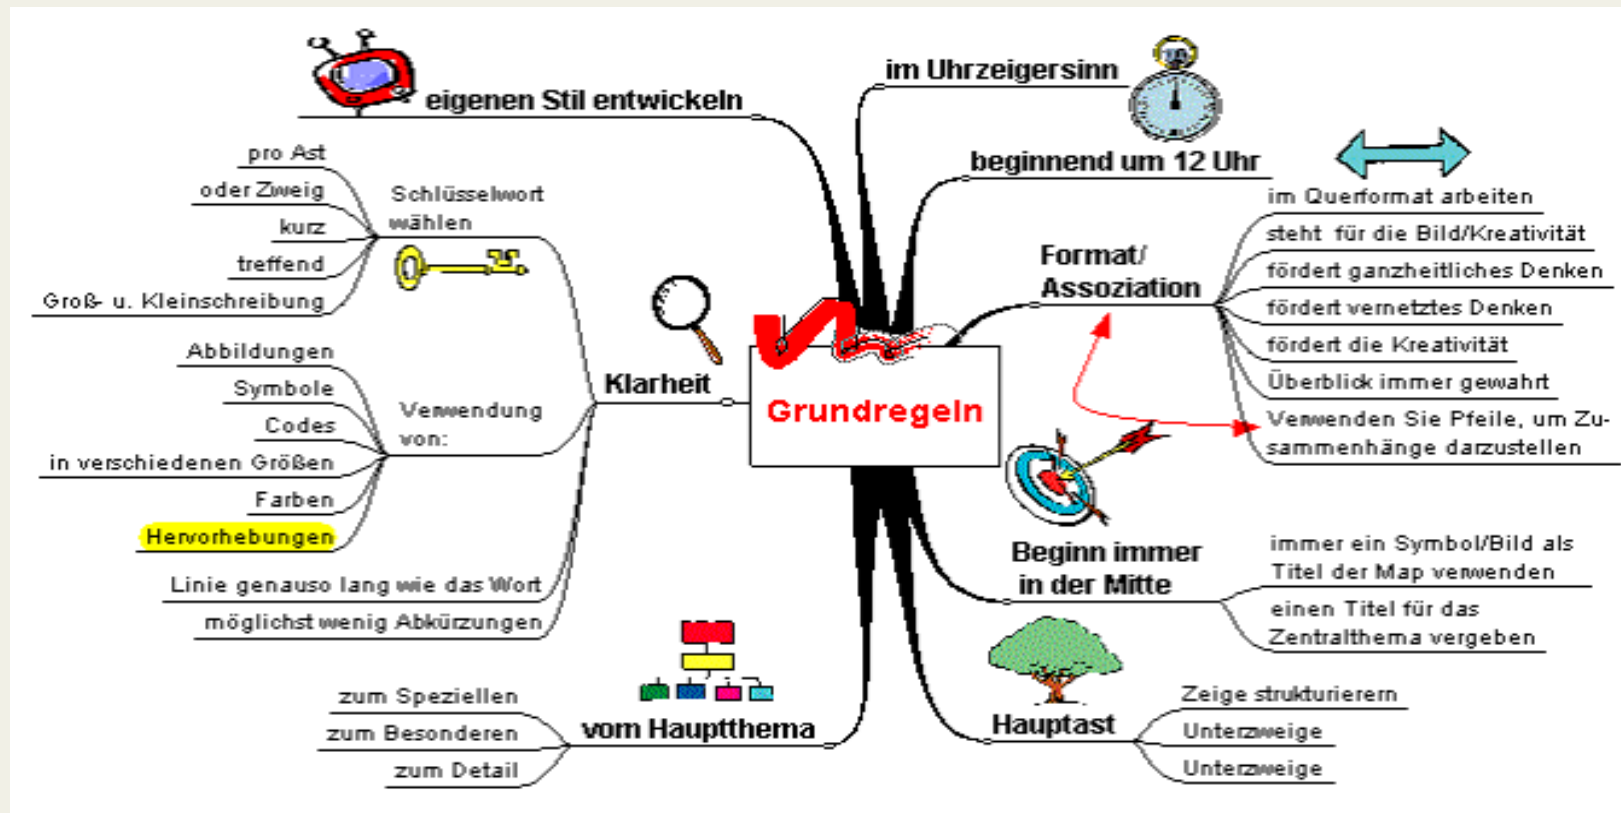 im Uhrzeigersinn
beginnend um 12 Uhr
Format/
Assoziation
im Querformat arbeiten
steht für die Bild/Kreativität
fördert ganzheitliches Denken
fördert vernetztes Denken
fördert die Kreativität
Überblick immer gewahrt
Verwenden Sie Pfeile, um Zu-
sammenhänge darzustellen
Beginn immer
in der Mitte
immer ein Symbol/Bild als
Titel der Map verwenden
einen Titel für das
Zentralthema vergeben
Hauptast
Zeige strukturierern
Unterzweige
Unterzweige
vom Hauptthema
zum Speziellen
zum Besonderen
zum Detail
Grundregeln
Klarheit
Schlüsselwort
wählen
pro Ast
oder Zweig
kurz
treffend
Groß- u. Kleinschreibung
Verwendung
von:
Abbildungen
Symbole
Codes
in verschiedenen Größen
Farben
Hervorhebungen
Linie genauso lang wie das Wort
möglichst wenig Abkürzungen
eigenen Stil entwickeln